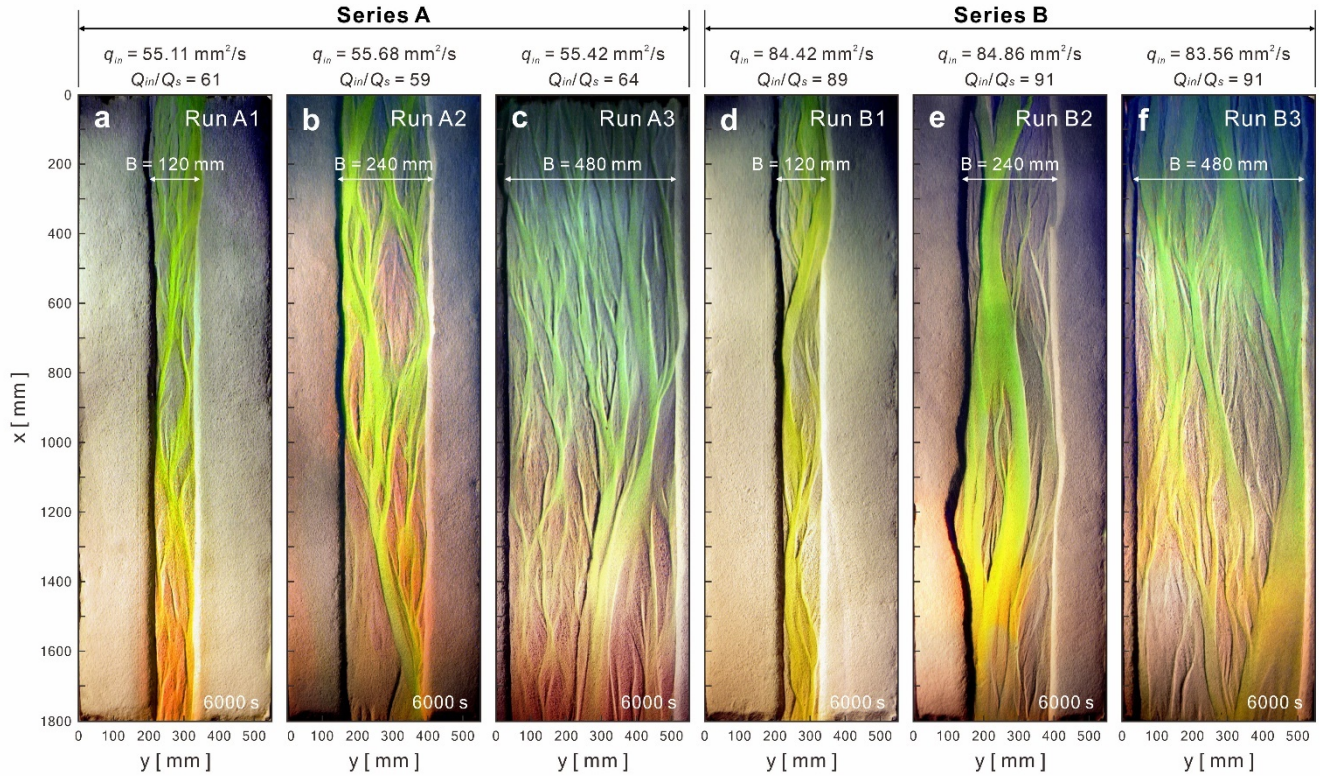 Series A
Series B
q_in = 55.11 mm²/s
Q_in/Q_s = 61
q_in = 55.68 mm²/s
Q_in/Q_s = 59
q_in = 55.42 mm²/s
Q_in/Q_s = 64
q_in = 84.42 mm²/s
Q_in/Q_s = 89
q_in = 84.86 mm²/s
Q_in/Q_s = 91
q_in = 83.56 mm²/s
Q_in/Q_s = 91
a Run A1
B = 120 mm
6000 s
b Run A2
B = 240 mm
6000 s
c Run A3
B = 480 mm
6000 s
d Run B1
B = 120 mm
6000 s
e Run B2
B = 240 mm
6000 s
f Run B3
B = 480 mm
6000 s
x [ mm ]
0
200
400
600
800
1000
1200
1400
1600
1800
0 100 200 300 400 500
0 100 200 300 400 500
0 100 200 300 400 500
0 100 200 300 400 500
0 100 200 300 400 500
0 100 200 300 400 500
y [ mm ]
y [ mm ]
y [ mm ]
y [ mm ]
y [ mm ]
y [ mm ]